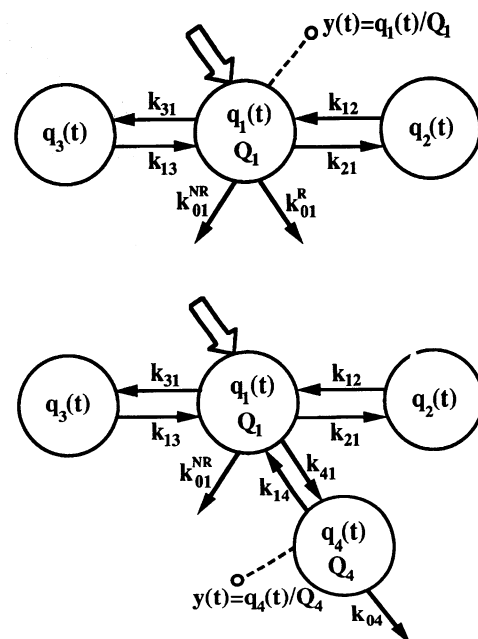 y(t)=q₁(t)/Q₁
k₃₁
k₁₂
q₃(t)
q₁(t)
q₂(t)
Q₁
k₁₃
k₂₁
k₀₁ᴺᴿ
k₀₁ᴿ
k₃₁
k₁₂
q₃(t)
q₁(t)
q₂(t)
Q₁
k₁₃
k₂₁
k₀₁ᴺᴿ
k₄₁
k₁₄
q₄(t)
Q₄
y(t)=q₄(t)/Q₄
k₀₄